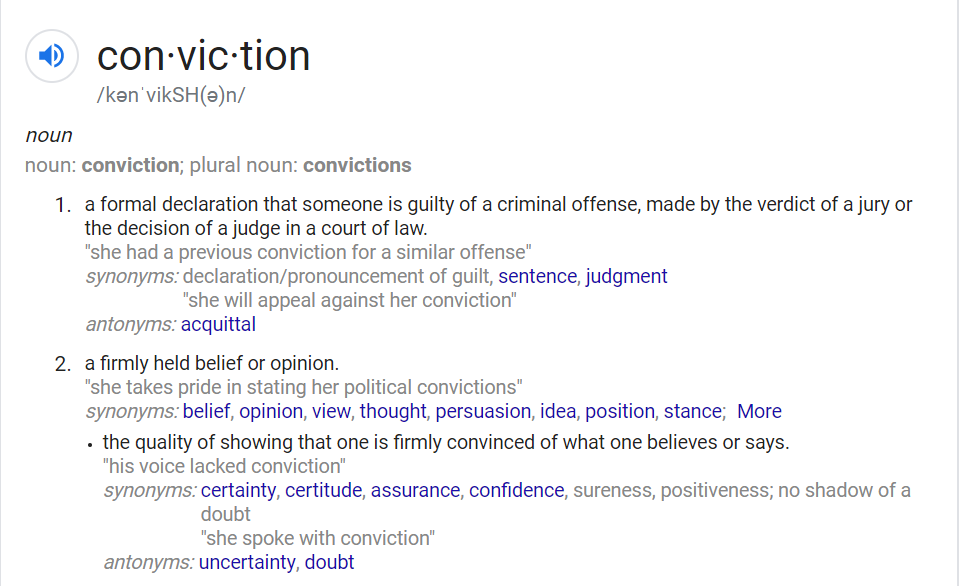 con·vic·tion
/kənˈvikSH(ə)n/
noun
noun: conviction; plural noun: convictions
1. a formal declaration that someone is guilty of a criminal offense, made by the verdict of a jury or
the decision of a judge in a court of law.
"she had a previous conviction for a similar offense"
synonyms: declaration/pronouncement of guilt, sentence, judgment
"she will appeal against her conviction"
antonyms: acquittal
2. a firmly held belief or opinion.
"she takes pride in stating her political convictions"
synonyms: belief, opinion, view, thought, persuasion, idea, position, stance; More
• the quality of showing that one is firmly convinced of what one believes or says.
"his voice lacked conviction"
synonyms: certainty, certitude, assurance, confidence, sureness, positiveness; no shadow of a
doubt
"she spoke with conviction"
antonyms: uncertainty, doubt